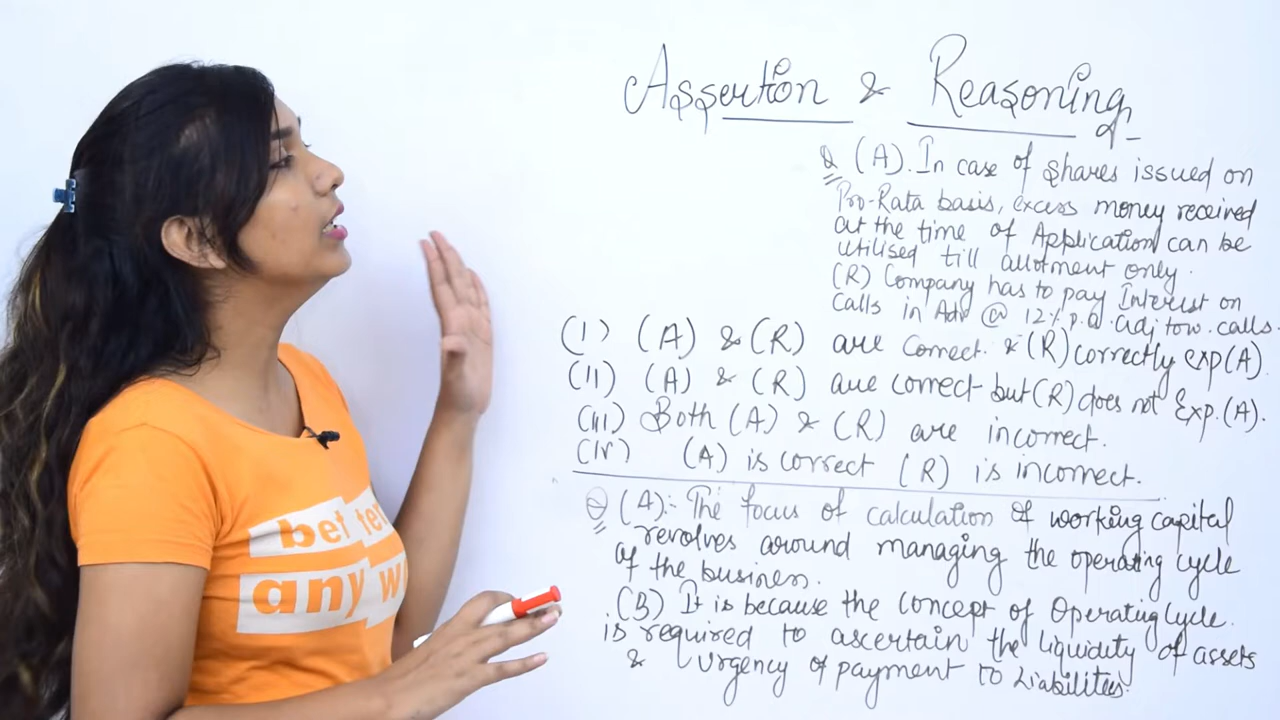 Assertion & Reasoning
Q (A). In case of shares issued on
Pro-Rata basis, excess money received
at the time of Application can be
utilised till allotment only.
(R) Company has to pay Interest on
calls in Adv @ 12% p.a. adj tow. calls.
(I) (A) & (R) are correct. & (R) correctly exp (A).
(II) (A) & (R) are correct but (R) does not Exp. (A).
(III) Both (A) & (R) are incorrect.
(IV) (A) is correct (R) is incorrect.
Q (A):- The focus of calculation of working capital
revolves around managing the operating cycle
of the business.
(B) It is because the concept of Operating Cycle.
is required to ascertain the liquidity of assets
& Urgency of payment to Liabilities.
bet ter
any w